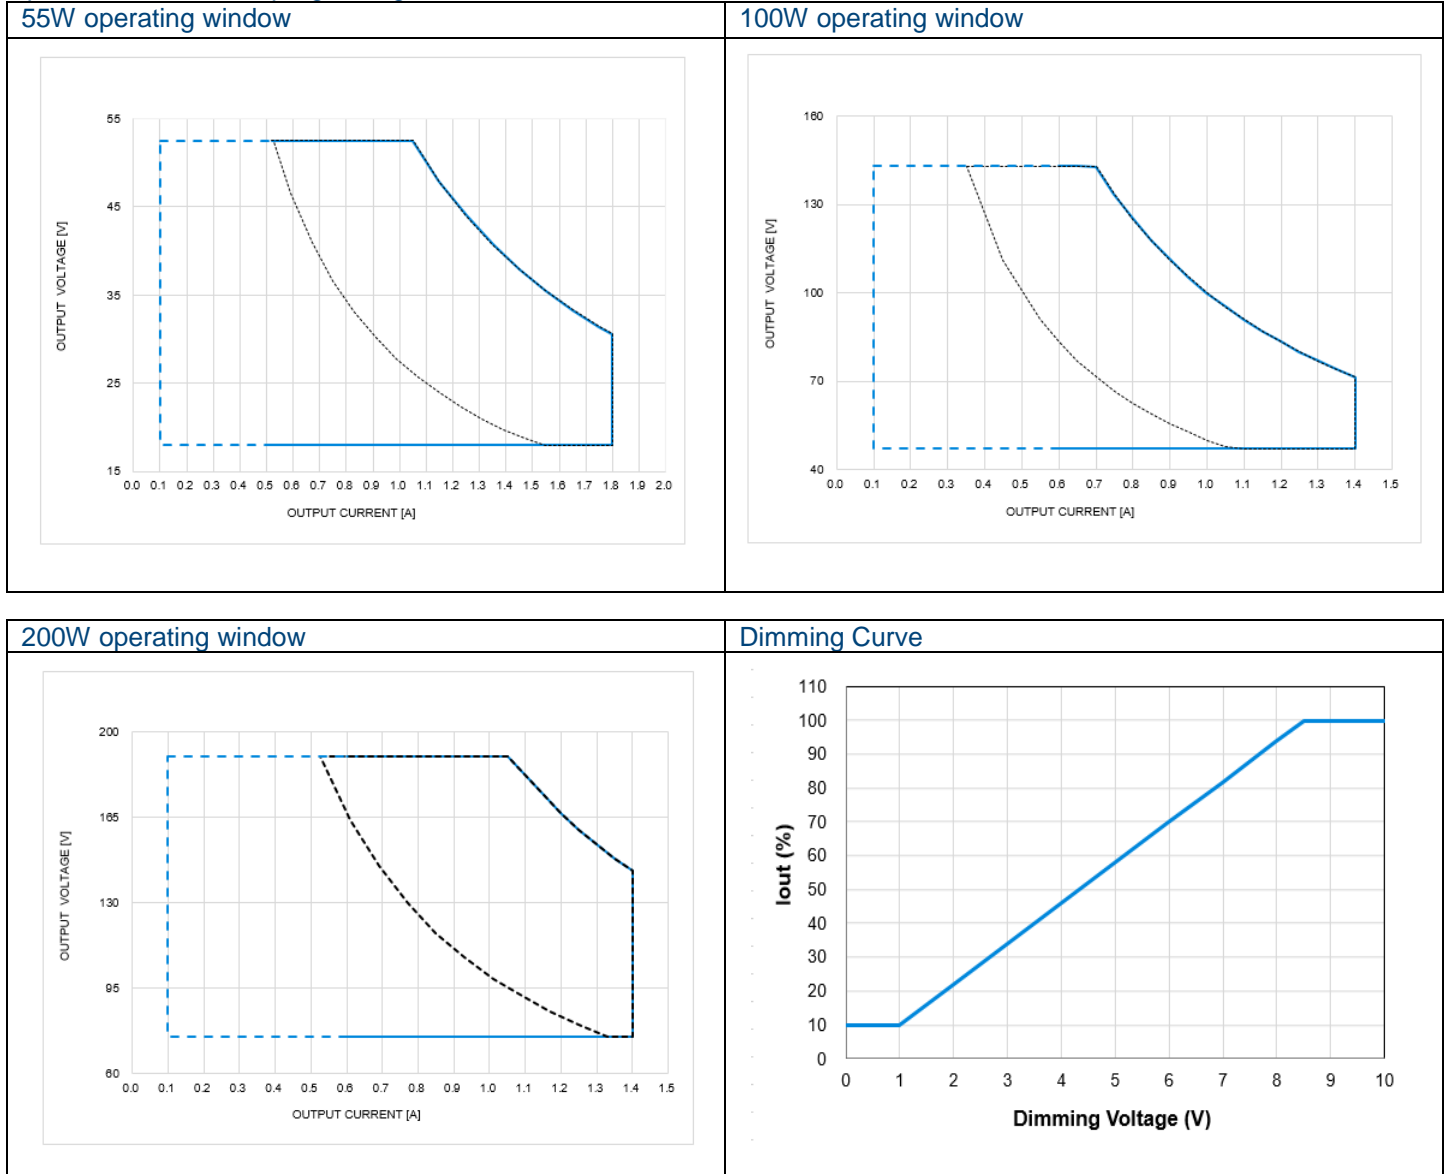 55W operating window
100W operating window
55
45
35
25
15
OUTPUT VOLTAGE [V]
0.0 0.1 0.2 0.3 0.4 0.5 0.6 0.7 0.8 0.9 1.0 1.1 1.2 1.3 1.4 1.5 1.6 1.7 1.8 1.9 2.0
OUTPUT CURRENT [A]
160
130
100
70
40
OUTPUT VOLTAGE [V]
0.0 0.1 0.2 0.3 0.4 0.5 0.6 0.7 0.8 0.9 1.0 1.1 1.2 1.3 1.4 1.5
OUTPUT CURRENT [A]
200W operating window
Dimming Curve
200
165
130
95
60
OUTPUT VOLTAGE [V]
0.0 0.1 0.2 0.3 0.4 0.5 0.6 0.7 0.8 0.9 1.0 1.1 1.2 1.3 1.4 1.5
OUTPUT CURRENT [A]
110
100
90
80
70
60
50
40
30
20
10
0
Iout (%)
0 1 2 3 4 5 6 7 8 9 10
Dimming Voltage (V)